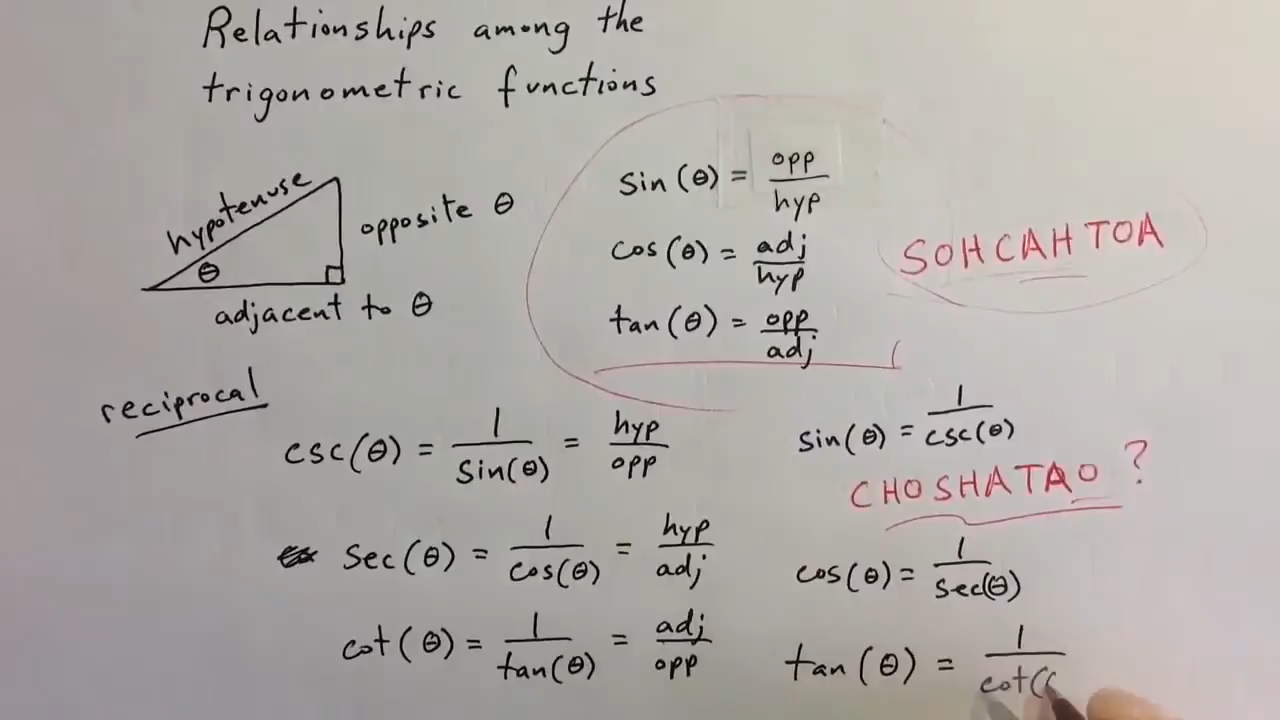 Relationships among the
trigonometric functions
hypotenuse
θ
opposite θ
adjacent to θ
sin(θ) = opp/hyp
cos(θ) = adj/hyp
tan(θ) = opp/adj
SOHCAHTOA
reciprocal
csc(θ) = 1/sin(θ) = hyp/opp
sin(θ) = 1/csc(θ)
CHOSHATAO?
sec(θ) = 1/cos(θ) = hyp/adj
cos(θ) = 1/sec(θ)
cot(θ) = 1/tan(θ) = adj/opp
tan(θ) = 1/cot(